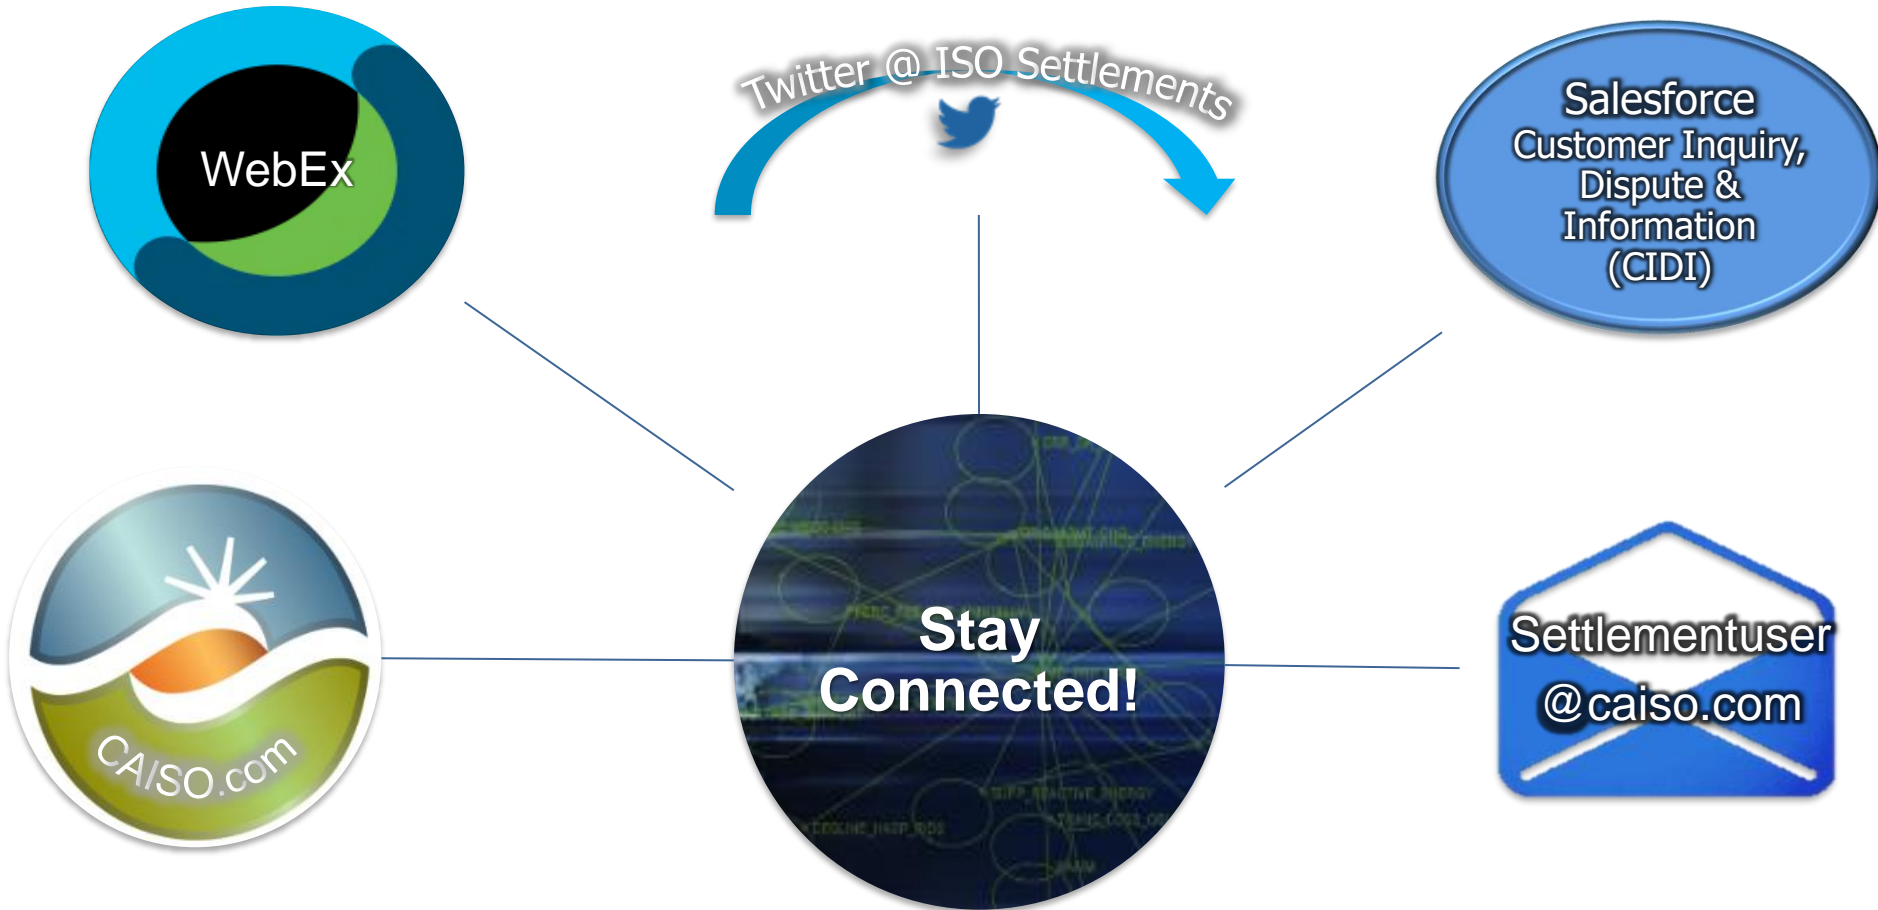 WebEx
Twitter @ ISO Settlements
Salesforce
Customer Inquiry,
Dispute &
Information
(CIDI)
CAISO.com
Stay
Connected!
Settlementuser
@caiso.com